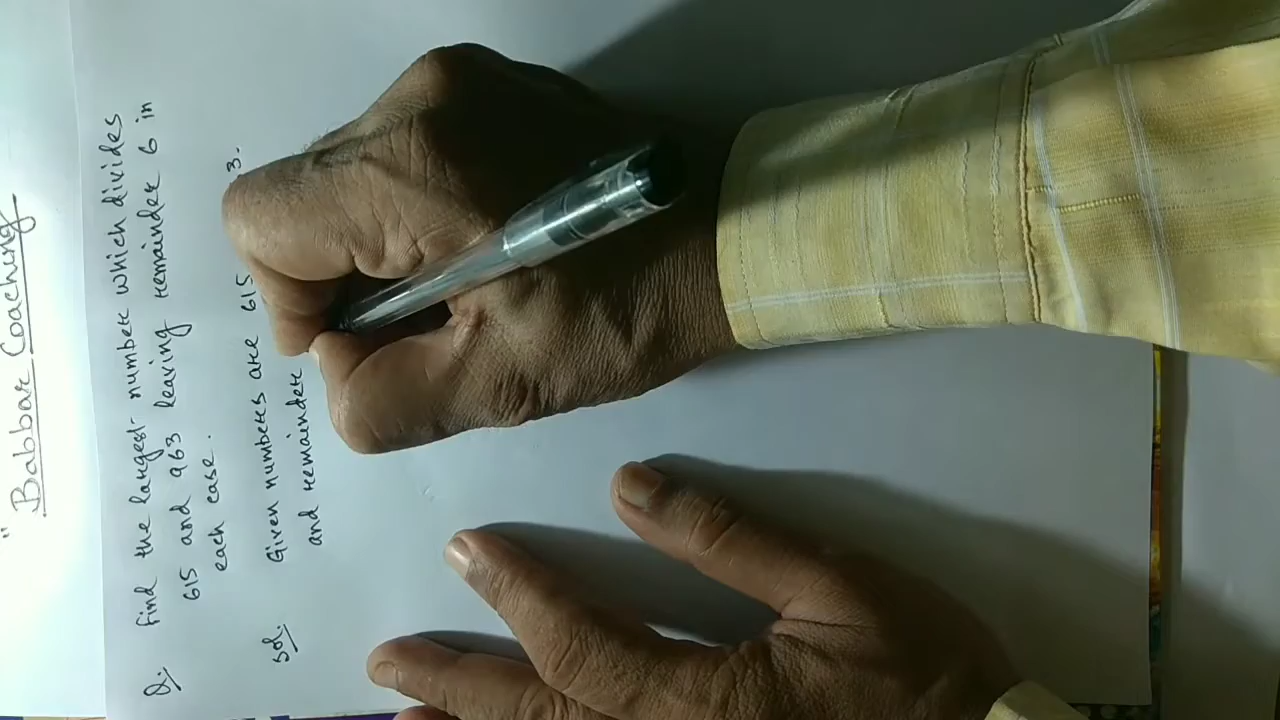 "Babbar Coaching
Q. Find the largest number which divides
615 and 963 leaving remainder 6 in
each case.
Sol. Given numbers are 615 3.
and remainder